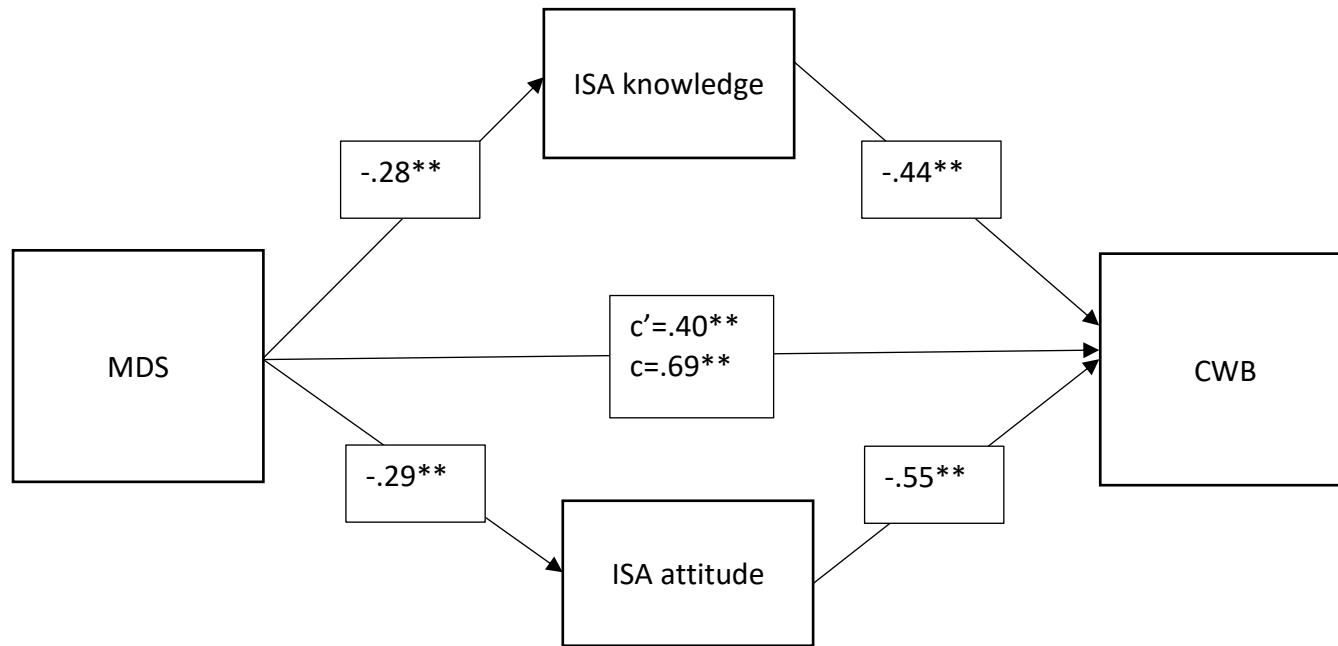 ISA knowledge
-.28**
-.44**
MDS
c’=.40**
c=.69**
CWB
-.29**
-.55**
ISA attitude